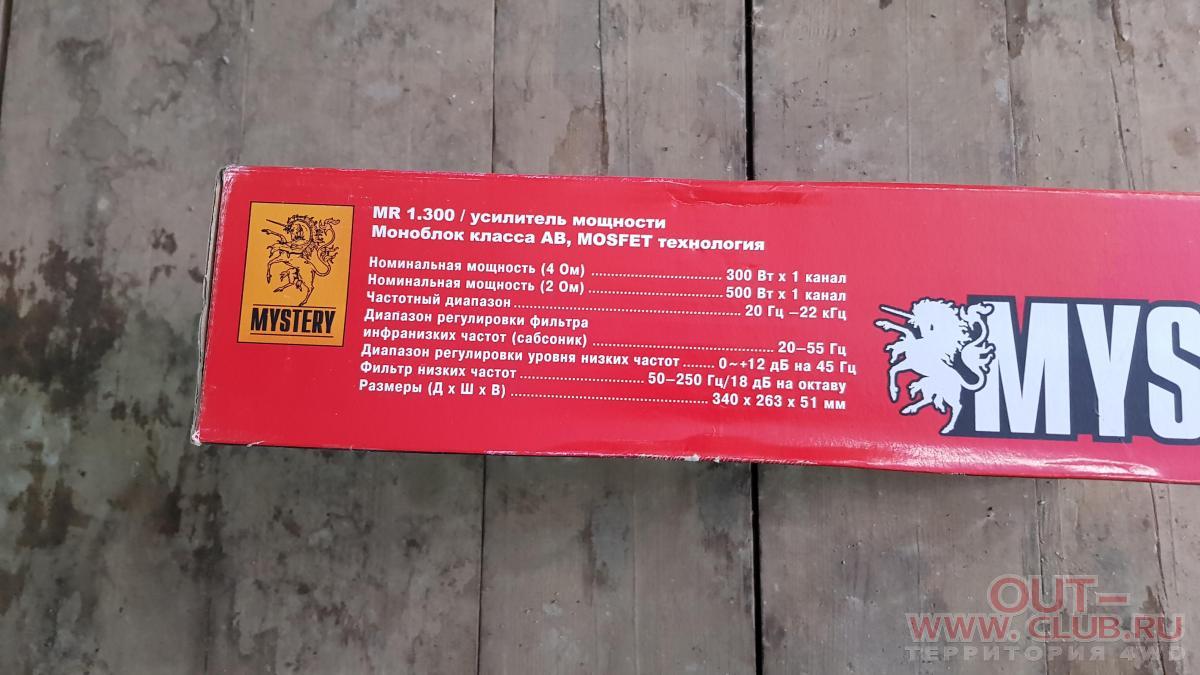 MR 1.300 / усилитель мощности
Моноблок класса АВ, MOSFET технология
Номинальная мощность (4 Ом) ........................ 300 Вт x 1 канал
Номинальная мощность (2 Ом) ........................ 500 Вт x 1 канал
Частотный диапазон ........................................ 20 Гц –22 кГц
Диапазон регулировки фильтра
инфранизких частот (сабсоник) ................................ 20–55 Гц
Диапазон регулировки уровня низких частот ....... 0~+12 дБ на 45 Гц
Фильтр низких частот ...................... 50–250 Гц/18 дБ на октаву
Размеры (Д x Ш x В) ................................... 340 x 263 x 51 мм
MYSTERY
MYS
OUT–
WWW.CLUB.RU
ТЕРРИТОРИЯ 4WD